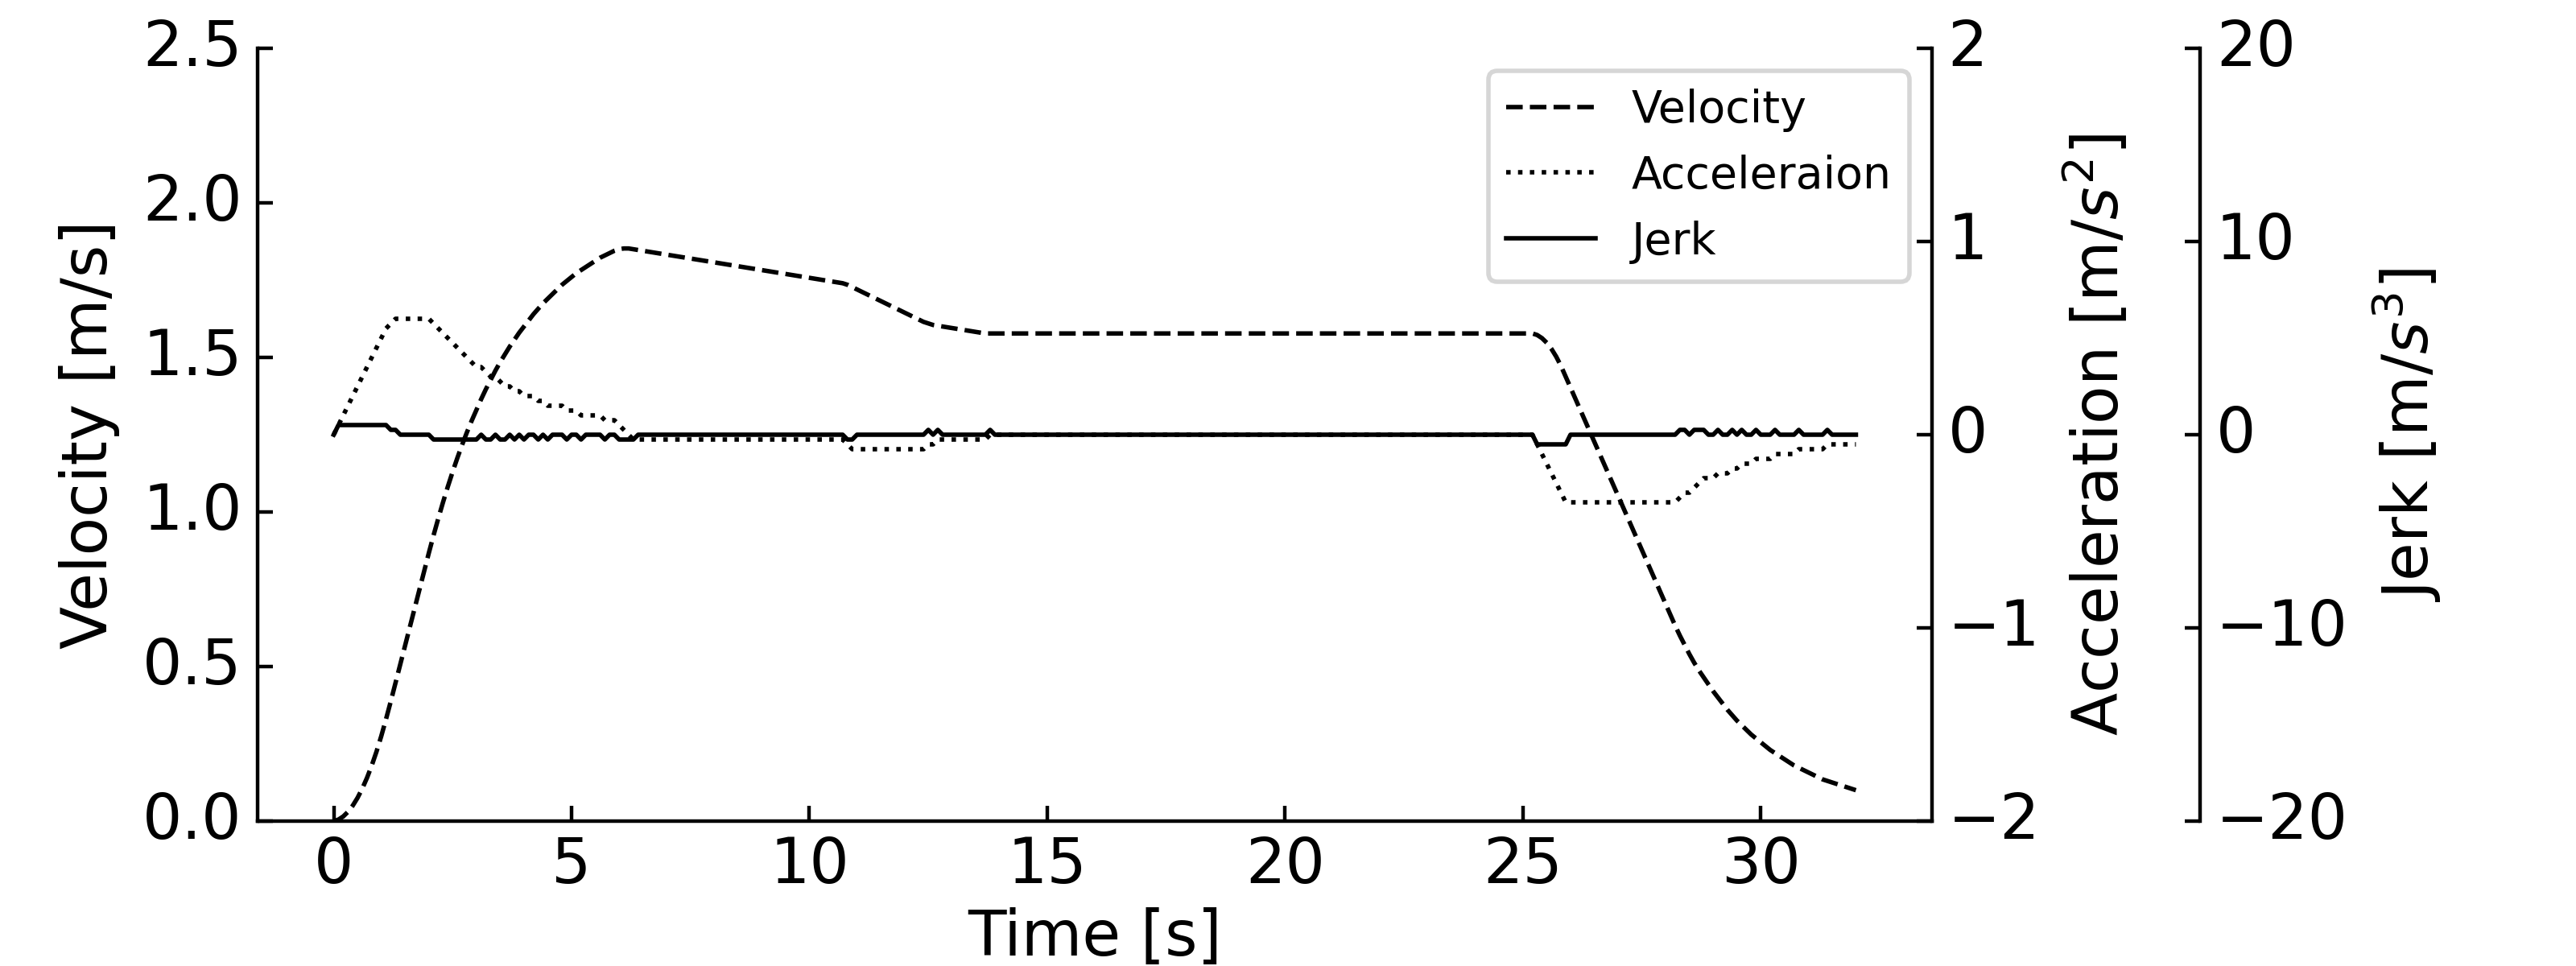 Velocity [m/s]
2.5
2.0
1.5
1.0
0.5
0.0
0 5 10 15 20 25 30
Time [s]
Velocity
Acceleraion
Jerk
2
1
0
−1
−2
Acceleration [m/s²]
20
10
0
−10
−20
Jerk [m/s³]